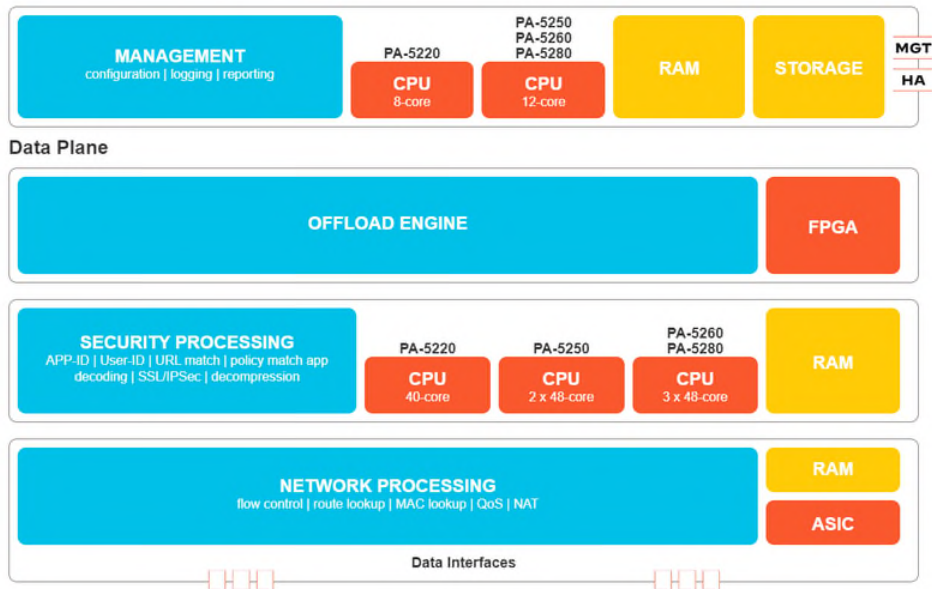 MANAGEMENT
configuration | logging | reporting
PA-5220
CPU
8-core
PA-5250
PA-5260
PA-5280
CPU
12-core
RAM
STORAGE
MGT
HA
Data Plane
OFFLOAD ENGINE
FPGA
SECURITY PROCESSING
APP-ID | User-ID | URL match | policy match app
decoding | SSL/IPSec | decompression
PA-5220
CPU
40-core
PA-5250
CPU
2 x 48-core
PA-5260
PA-5280
CPU
3 x 48-core
RAM
NETWORK PROCESSING
flow control | route lookup | MAC lookup | QoS | NAT
RAM
ASIC
Data Interfaces